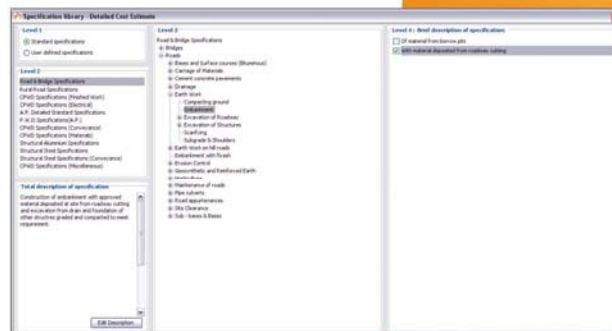 Specification library - Detailed Cost Estimate
Level 1
Standard specifications
User defined specifications
Level 2
Road & Bridge Specifications
Rural Road Specifications
CPWD Specifications (Finished Work)
CPWD Specifications (Electrical)
A.P. Detailed Standard Specifications
P.W.D Specifications(A.P.)
CPWD Specifications (Conveyance)
CPWD Specifications (Materials)
Structural Aluminium Specifications
Structural Steel Specifications
Structural Steel Specifications (Conveyance)
CPWD Specifications (Miscellaneous)
Total description of specification
Construction of embankment with approved
material deposited at site from roadway cutting
and excavation from drain and foundation of
other structures graded and compacted to meet
requirement.
Edit Description
Level 3
Road & Bridge Specifications
Bridges
Roads
Bases and Surface courses (Bituminous)
Carriage of Materials
Cement concrete pavements
Drainage
Earth Work
Compacting ground
Embankment
Excavation of Roadway
Excavation of Structures
Scarifying
Subgrade & Shoulders
Earth Work on hill roads
Embankment with flyash
Erosion Control
Geosynthetic and Reinforced Earth
Horticulture
Maintenance of roads
Pipe culverts
Road appurtenances
Site Clearance
Sub - bases & Bases
Level 4 : Brief description of specifications
Of material from borrow pits
With material deposited from roadway cutting